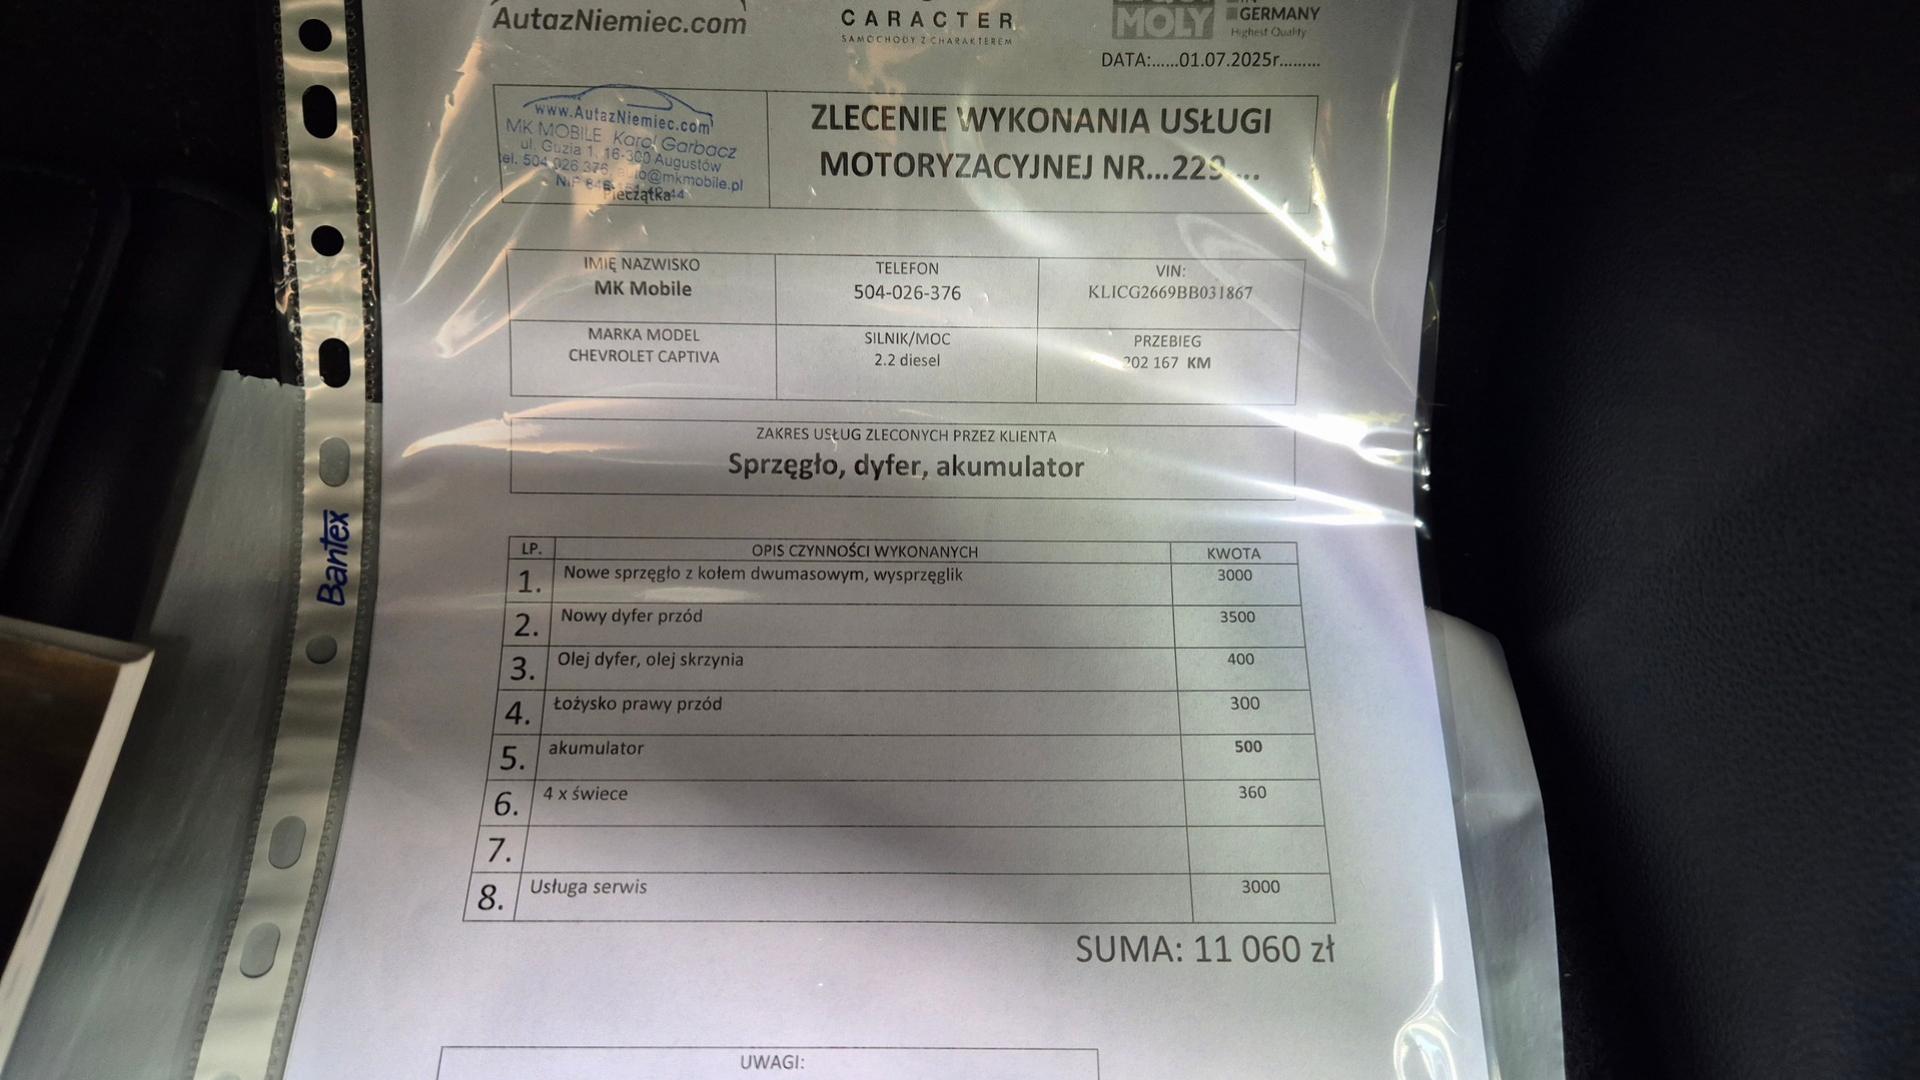 AutazNiemiec.com
CARACTER
SAMOCHODY Z CHARAKTEREM
MOLY
GERMANY
Highest Quality
DATA:......01.07.2025r.........
www.AutazNiemiec.com
MK MOBILE Karol Garbacz
ul. Guzia 1, 16-300 Augustów
tel. 504 026 376, auto@mkmobile.pl
NIP
Pieczątka
ZLECENIE WYKONANIA USŁUGI
MOTORYZACYJNEJ NR...229 ...
IMIĘ NAZWISKO
MK Mobile
TELEFON
504-026-376
VIN:
KLICG2669BB031867
MARKA MODEL
CHEVROLET CAPTIVA
SILNIK/MOC
2.2 diesel
PRZEBIEG
202 167 KM
ZAKRES USŁUG ZLECONYCH PRZEZ KLIENTA
Sprzęgło, dyfer, akumulator
LP. OPIS CZYNNOŚCI WYKONANYCH KWOTA
1. Nowe sprzęgło z kołem dwumasowym, wysprzęglik 3000
2. Nowy dyfer przód 3500
3. Olej dyfer, olej skrzynia 400
4. Łożysko prawy przód 300
5. akumulator 500
6. 4 x świece 360
7.
8. Usługa serwis 3000
SUMA: 11 060 zł
UWAGI:
Bantex